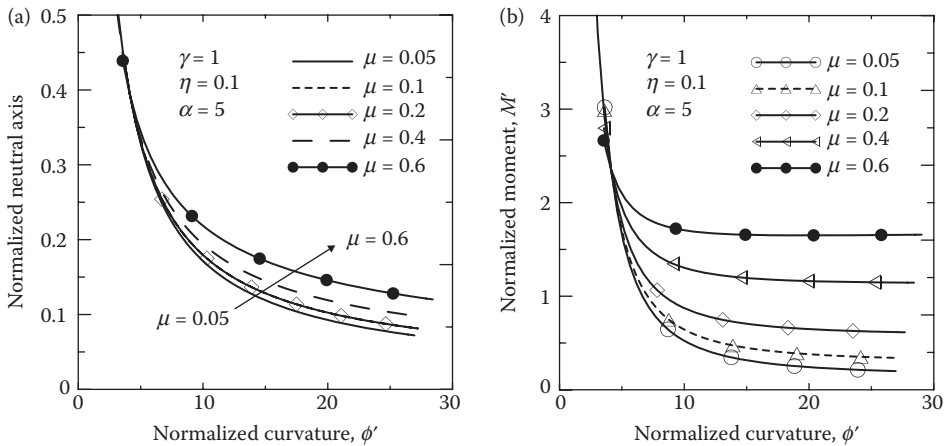 (a)
Normalized neutral axis
0.5
0.4
0.3
0.2
0.1
0
γ = 1
η = 0.1
α = 5
μ = 0.05
μ = 0.1
μ = 0.2
μ = 0.4
μ = 0.6
μ = 0.6
μ = 0.05
0 10 20 30
Normalized curvature, ϕ′
(b)
Normalized moment, M′
4
3
2
1
0
γ = 1
η = 0.1
α = 5
μ = 0.05
μ = 0.1
μ = 0.2
μ = 0.4
μ = 0.6
0 10 20 30
Normalized curvature, ϕ′